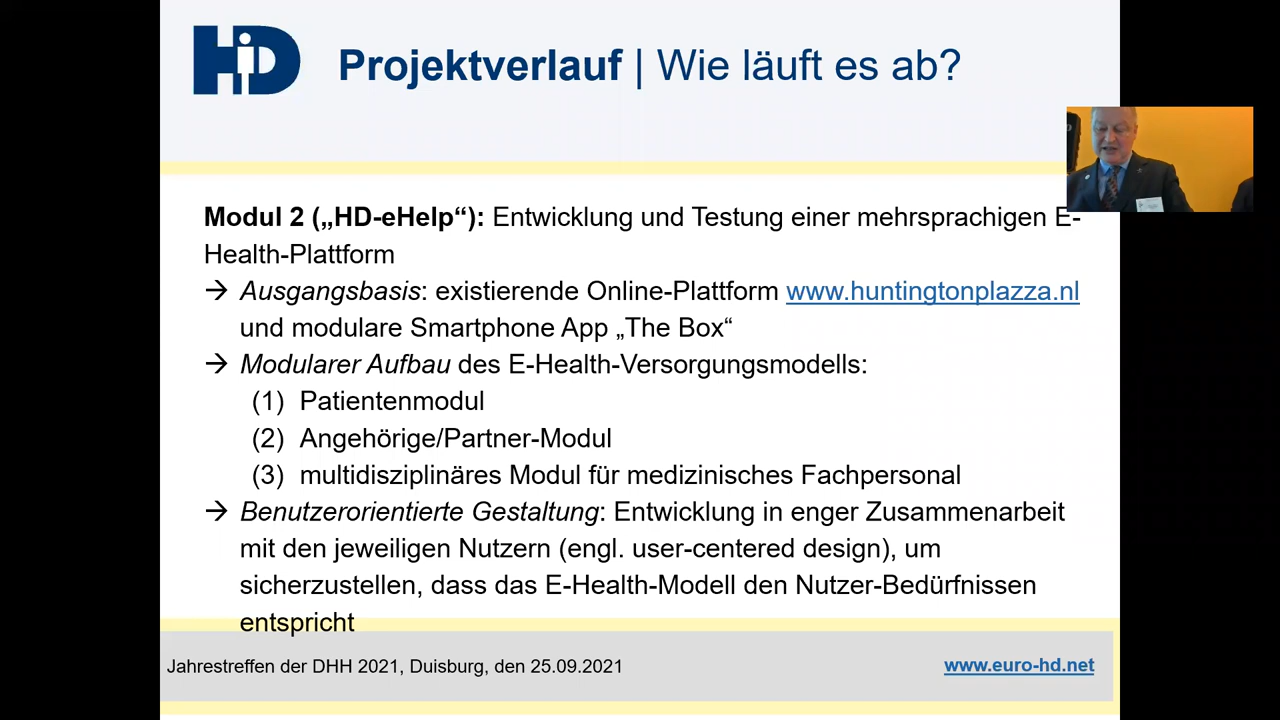 HD
Projektverlauf | Wie läuft es ab?
Modul 2 („HD-eHelp“): Entwicklung und Testung einer mehrsprachigen E-
Health-Plattform
→ Ausgangsbasis: existierende Online-Plattform www.huntingtonplazza.nl
und modulare Smartphone App „The Box“
→ Modularer Aufbau des E-Health-Versorgungsmodells:
(1) Patientenmodul
(2) Angehörige/Partner-Modul
(3) multidisziplinäres Modul für medizinisches Fachpersonal
→ Benutzerorientierte Gestaltung: Entwicklung in enger Zusammenarbeit
mit den jeweiligen Nutzern (engl. user-centered design), um
sicherzustellen, dass das E-Health-Modell den Nutzer-Bedürfnissen
entspricht
Jahrestreffen der DHH 2021, Duisburg, den 25.09.2021
www.euro-hd.net